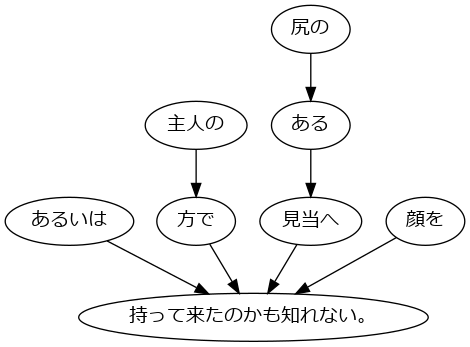 尻の
主人の
ある
あるいは
方で
見当へ
顔を
持って来たのかも知れない。